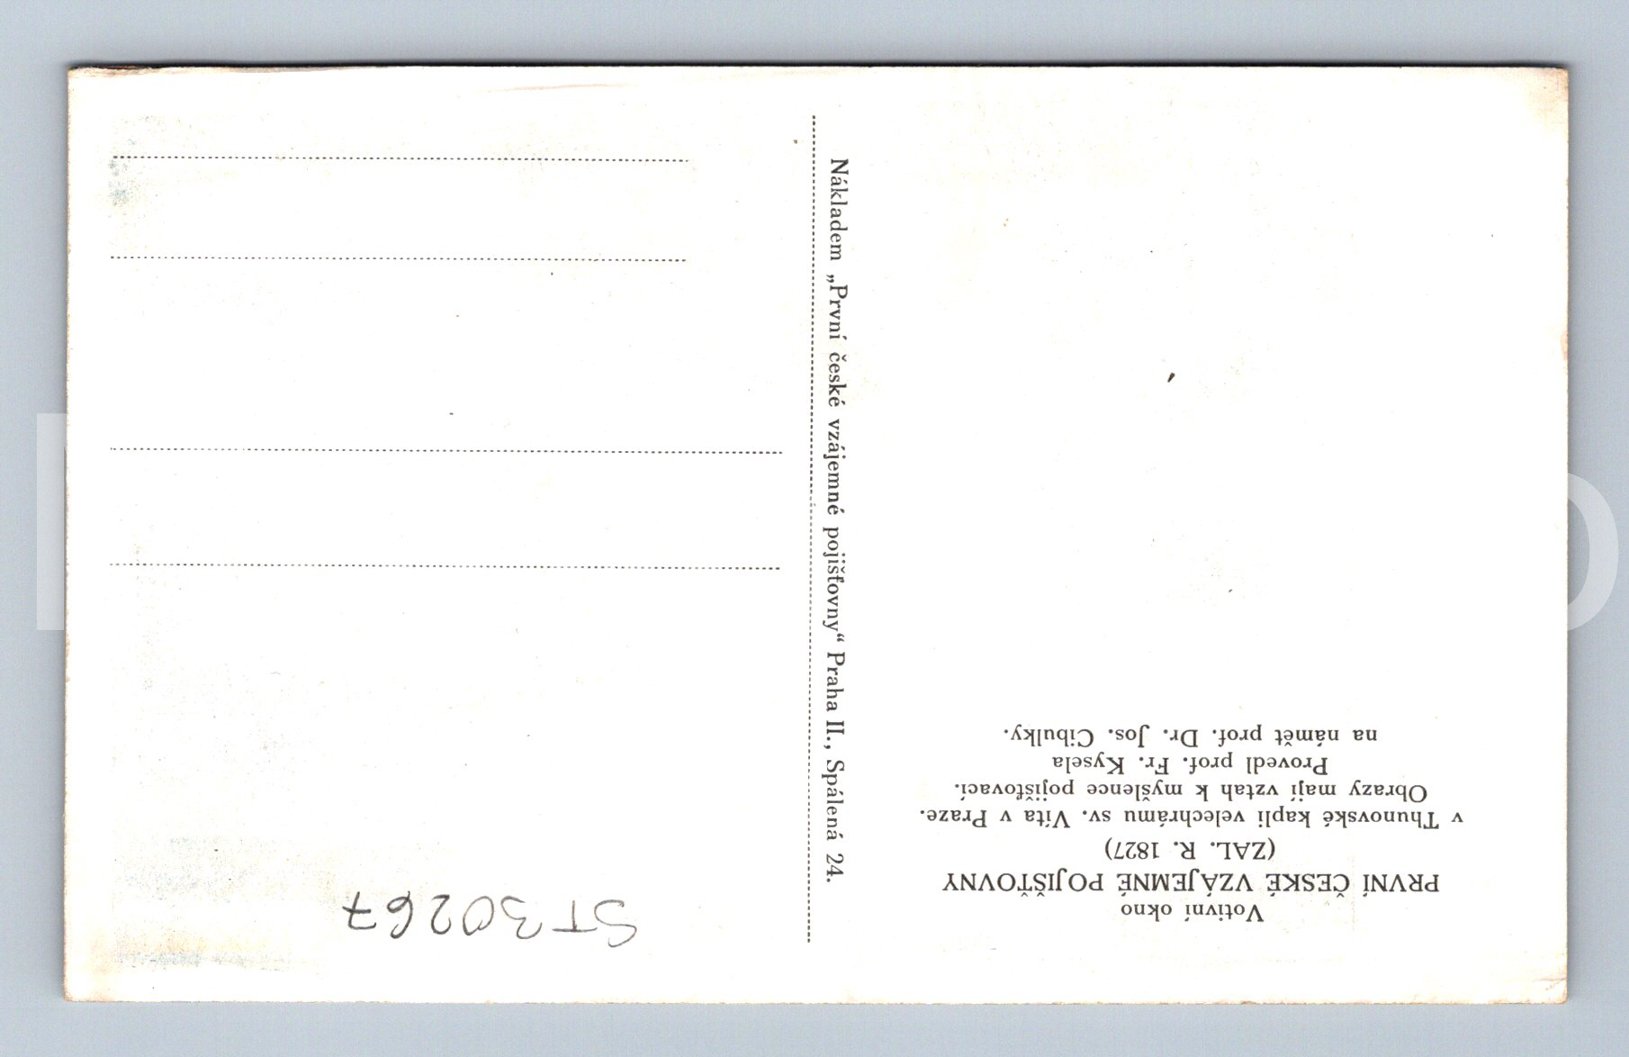 Votivní okno
PRVNÍ ČESKÉ VZÁJEMNÉ POJIŠŤOVNY
(ZAL. R. 1827)
v Thunovské kapli velechrámu sv. Víta v Praze.
Obrazy mají vztah k myšlence pojišťovací.
Provedl prof. Fr. Kysela
na námět prof. Dr. Jos. Cibulky.
Nákladem „První české vzájemné pojišťovny“ Praha II., Spálená 24.
ST30267